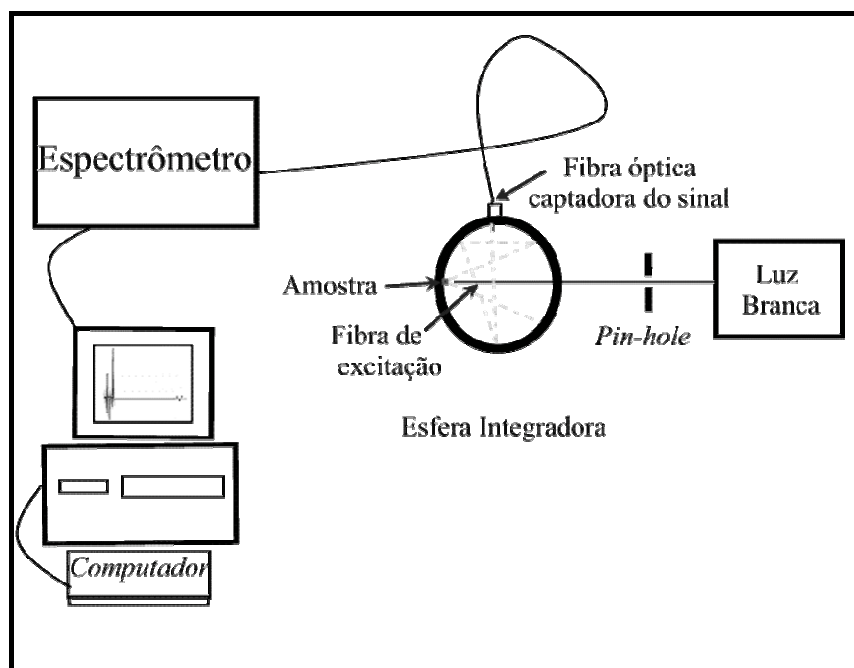 Espectrômetro
Fibra óptica
captadora do sinal
Amostra
Luz
Branca
Fibra de
excitação
Pin-hole
Esfera Integradora
Computador